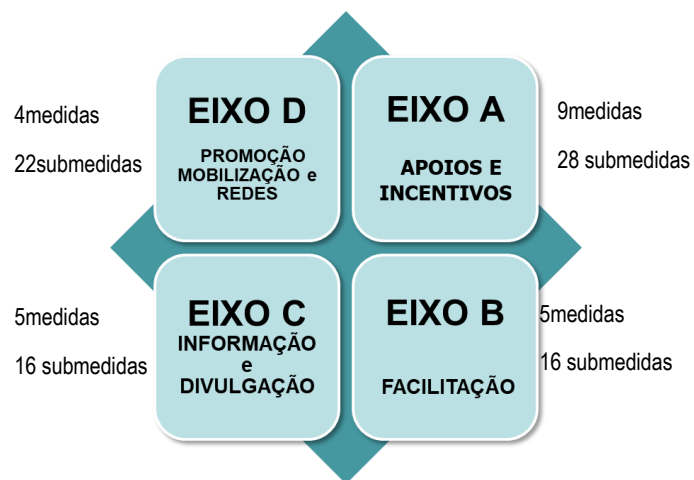 4medidas
22submedidas
EIXO D
PROMOÇÃO
MOBILIZAÇÃO e
REDES
EIXO A
APOIOS E
INCENTIVOS
9medidas
28 submedidas
5medidas
16 submedidas
EIXO C
INFORMAÇÃO
e
DIVULGAÇÃO
EIXO B
FACILITAÇÃO
5medidas
16 submedidas